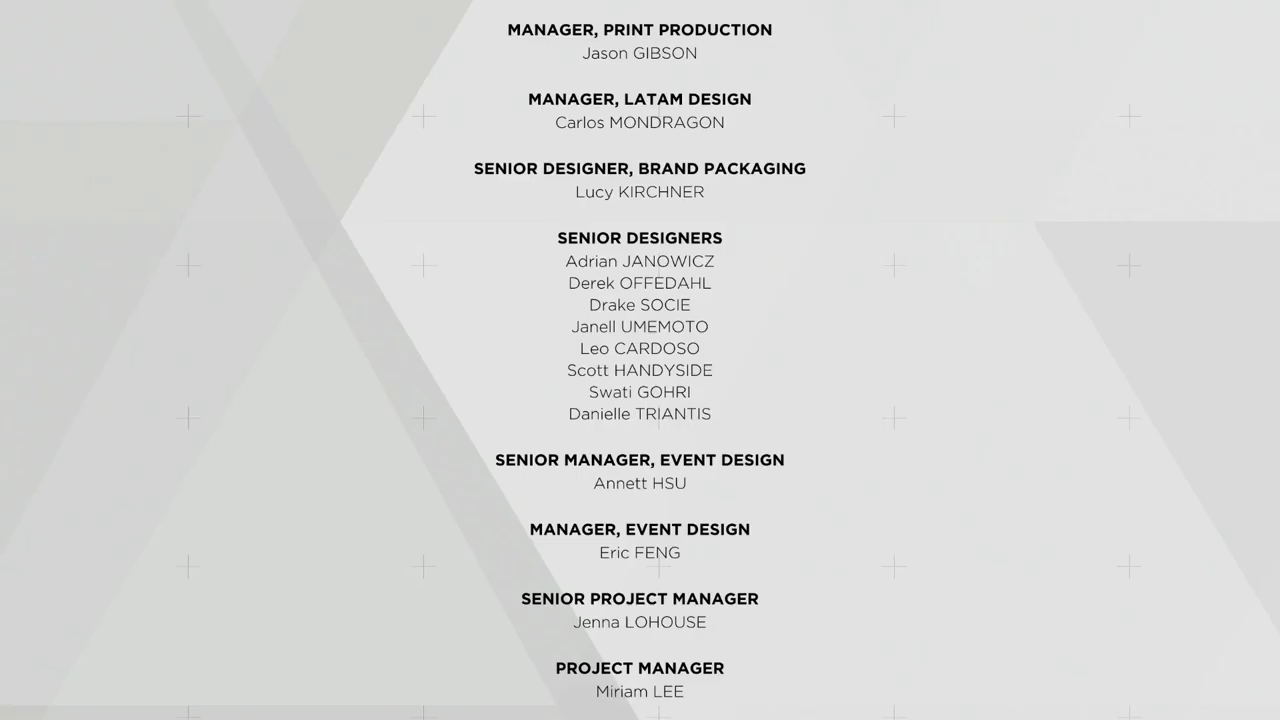 MANAGER, PRINT PRODUCTION
Jason GIBSON
MANAGER, LATAM DESIGN
Carlos MONDRAGON
SENIOR DESIGNER, BRAND PACKAGING
Lucy KIRCHNER
SENIOR DESIGNERS
Adrian JANOWICZ
Derek OFFEDAHL
Drake SOCIE
Janell UMEMOTO
Leo CARDOSO
Scott HANDYSIDE
Swati GOHRI
Danielle TRIANTIS
SENIOR MANAGER, EVENT DESIGN
Annett HSU
MANAGER, EVENT DESIGN
Eric FENG
SENIOR PROJECT MANAGER
Jenna LOHOUSE
PROJECT MANAGER
Miriam LEE